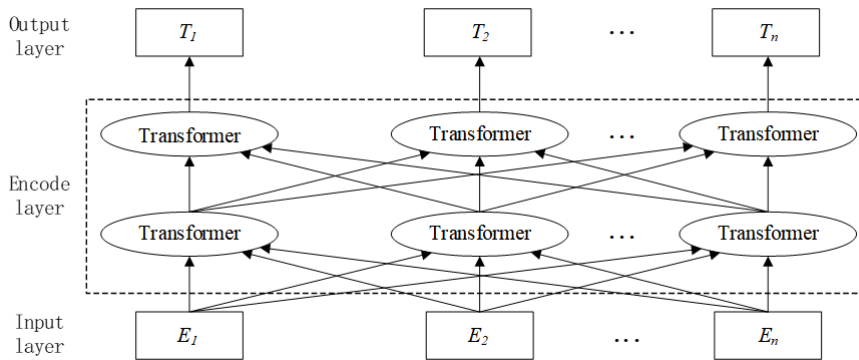 Output
layer
T1 T2 ... Tn
Transformer Transformer ... Transformer
Encode
layer
Transformer Transformer ... Transformer
Input
layer
E1 E2 ... En